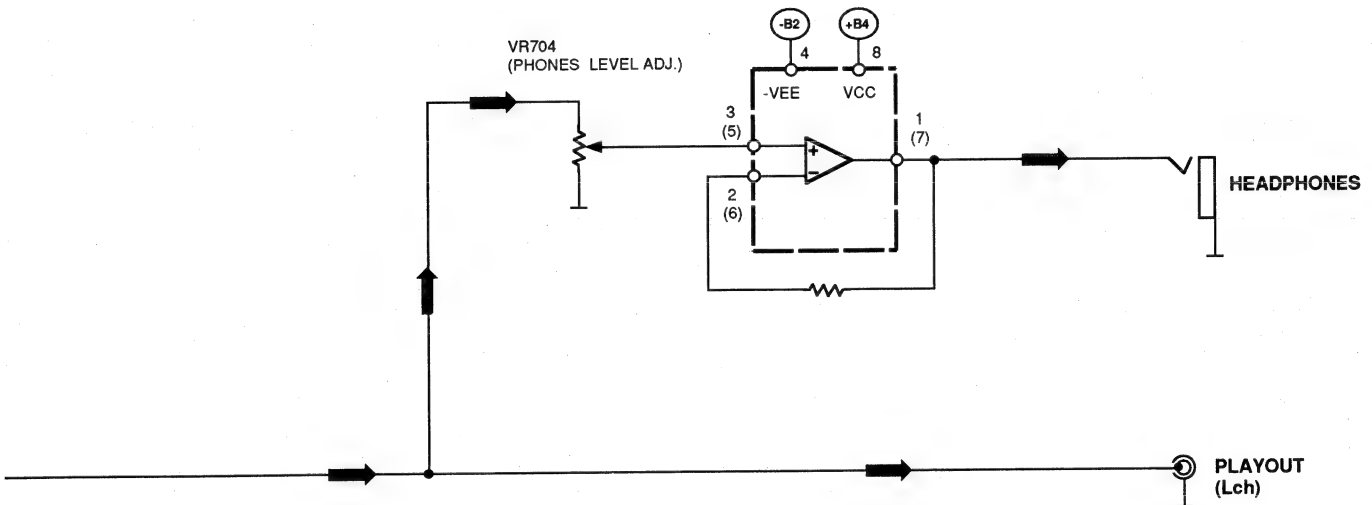 -B2
+B4
VR704
(PHONES LEVEL ADJ.)
4
8
-VEE
VCC
3
(5)
1
(7)
+
−
2
(6)
HEADPHONES
PLAYOUT
(Lch)